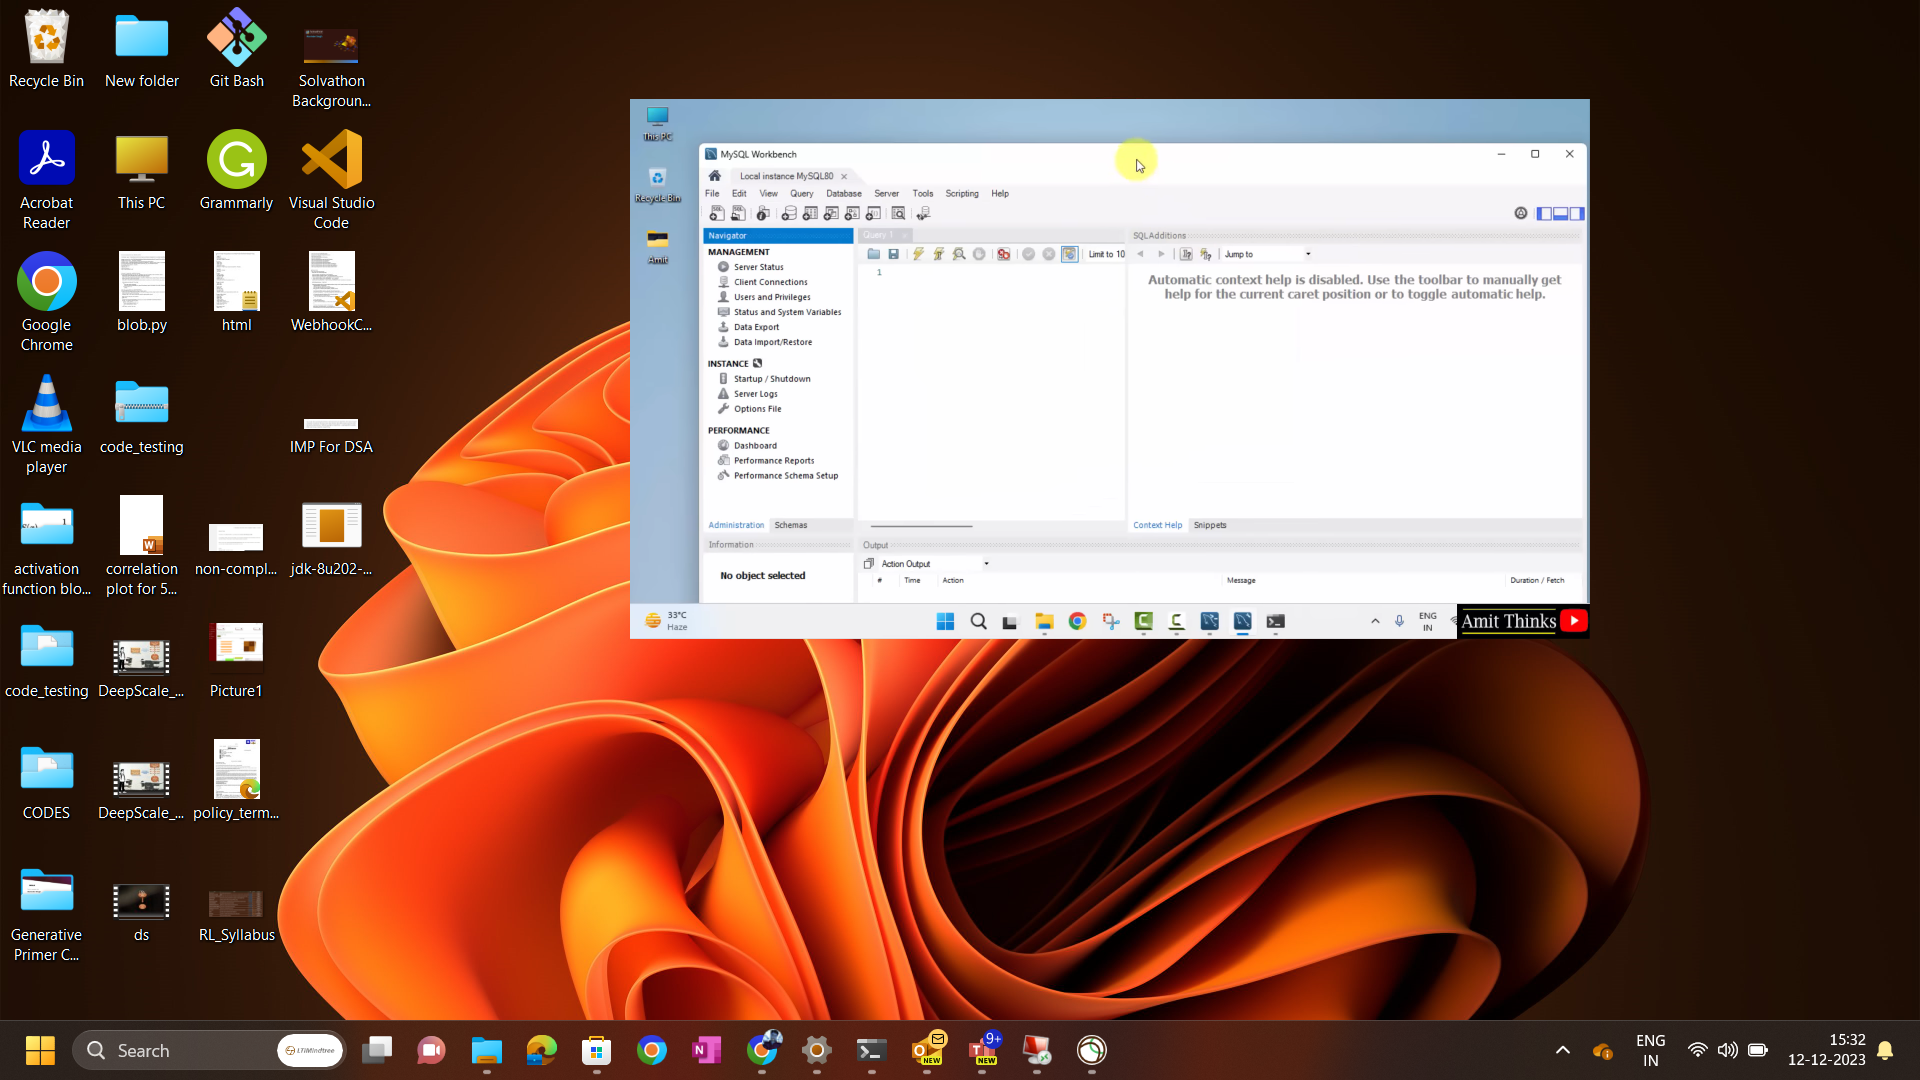 Recycle Bin
New folder
Git Bash
Solvathon
Backgroun...
Acrobat
Reader
This PC
Grammarly
Visual Studio
Code
Google
Chrome
blob.py
html
WebhookC...
VLC media
player
code_testing
IMP For DSA
activation
function blo...
correlation
plot for 5...
non-compl...
jdk-8u202-...
code_testing
DeepScale_...
Picture1
CODES
DeepScale_...
policy_term...
Generative
Primer C...
ds
RL_Syllabus
This PC
Recycle Bin
Amit
MySQL Workbench
Local instance MySQL80
File Edit View Query Database Server Tools Scripting Help
Navigator
MANAGEMENT
Server Status
Client Connections
Users and Privileges
Status and System Variables
Data Export
Data Import/Restore
INSTANCE
Startup / Shutdown
Server Logs
Options File
PERFORMANCE
Dashboard
Performance Reports
Performance Schema Setup
Administration Schemas
Information
No object selected
Query 1
Limit to 10
1
SQLAdditions
Jump to
Automatic context help is disabled. Use the toolbar to manually get
help for the current caret position or to toggle automatic help.
Context Help Snippets
Output
Action Output
# Time Action Message Duration / Fetch
33°C
Haze
ENG
IN
Amit Thinks
Search
LTIMindtree
NEW
9+
NEW
ENG
IN
15:32
12-12-2023